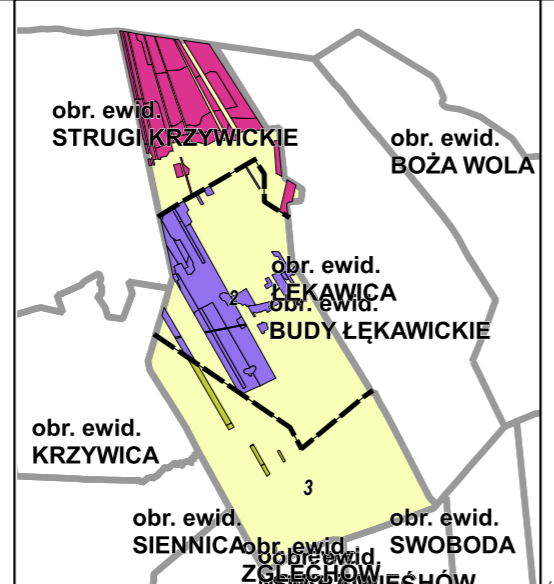 obr. ewid.
STRUGI KRZYWICKIE
obr. ewid.
BOŻA WOLA
obr. ewid.
ŁĘKAWICA
2
obr. ewid.
BUDY ŁĘKAWICKIE
obr. ewid.
KRZYWICA
3
obr. ewid.
SIENNICA
obr. ewid.
SWOBODA
obr. ewid.
ZGLECHÓW